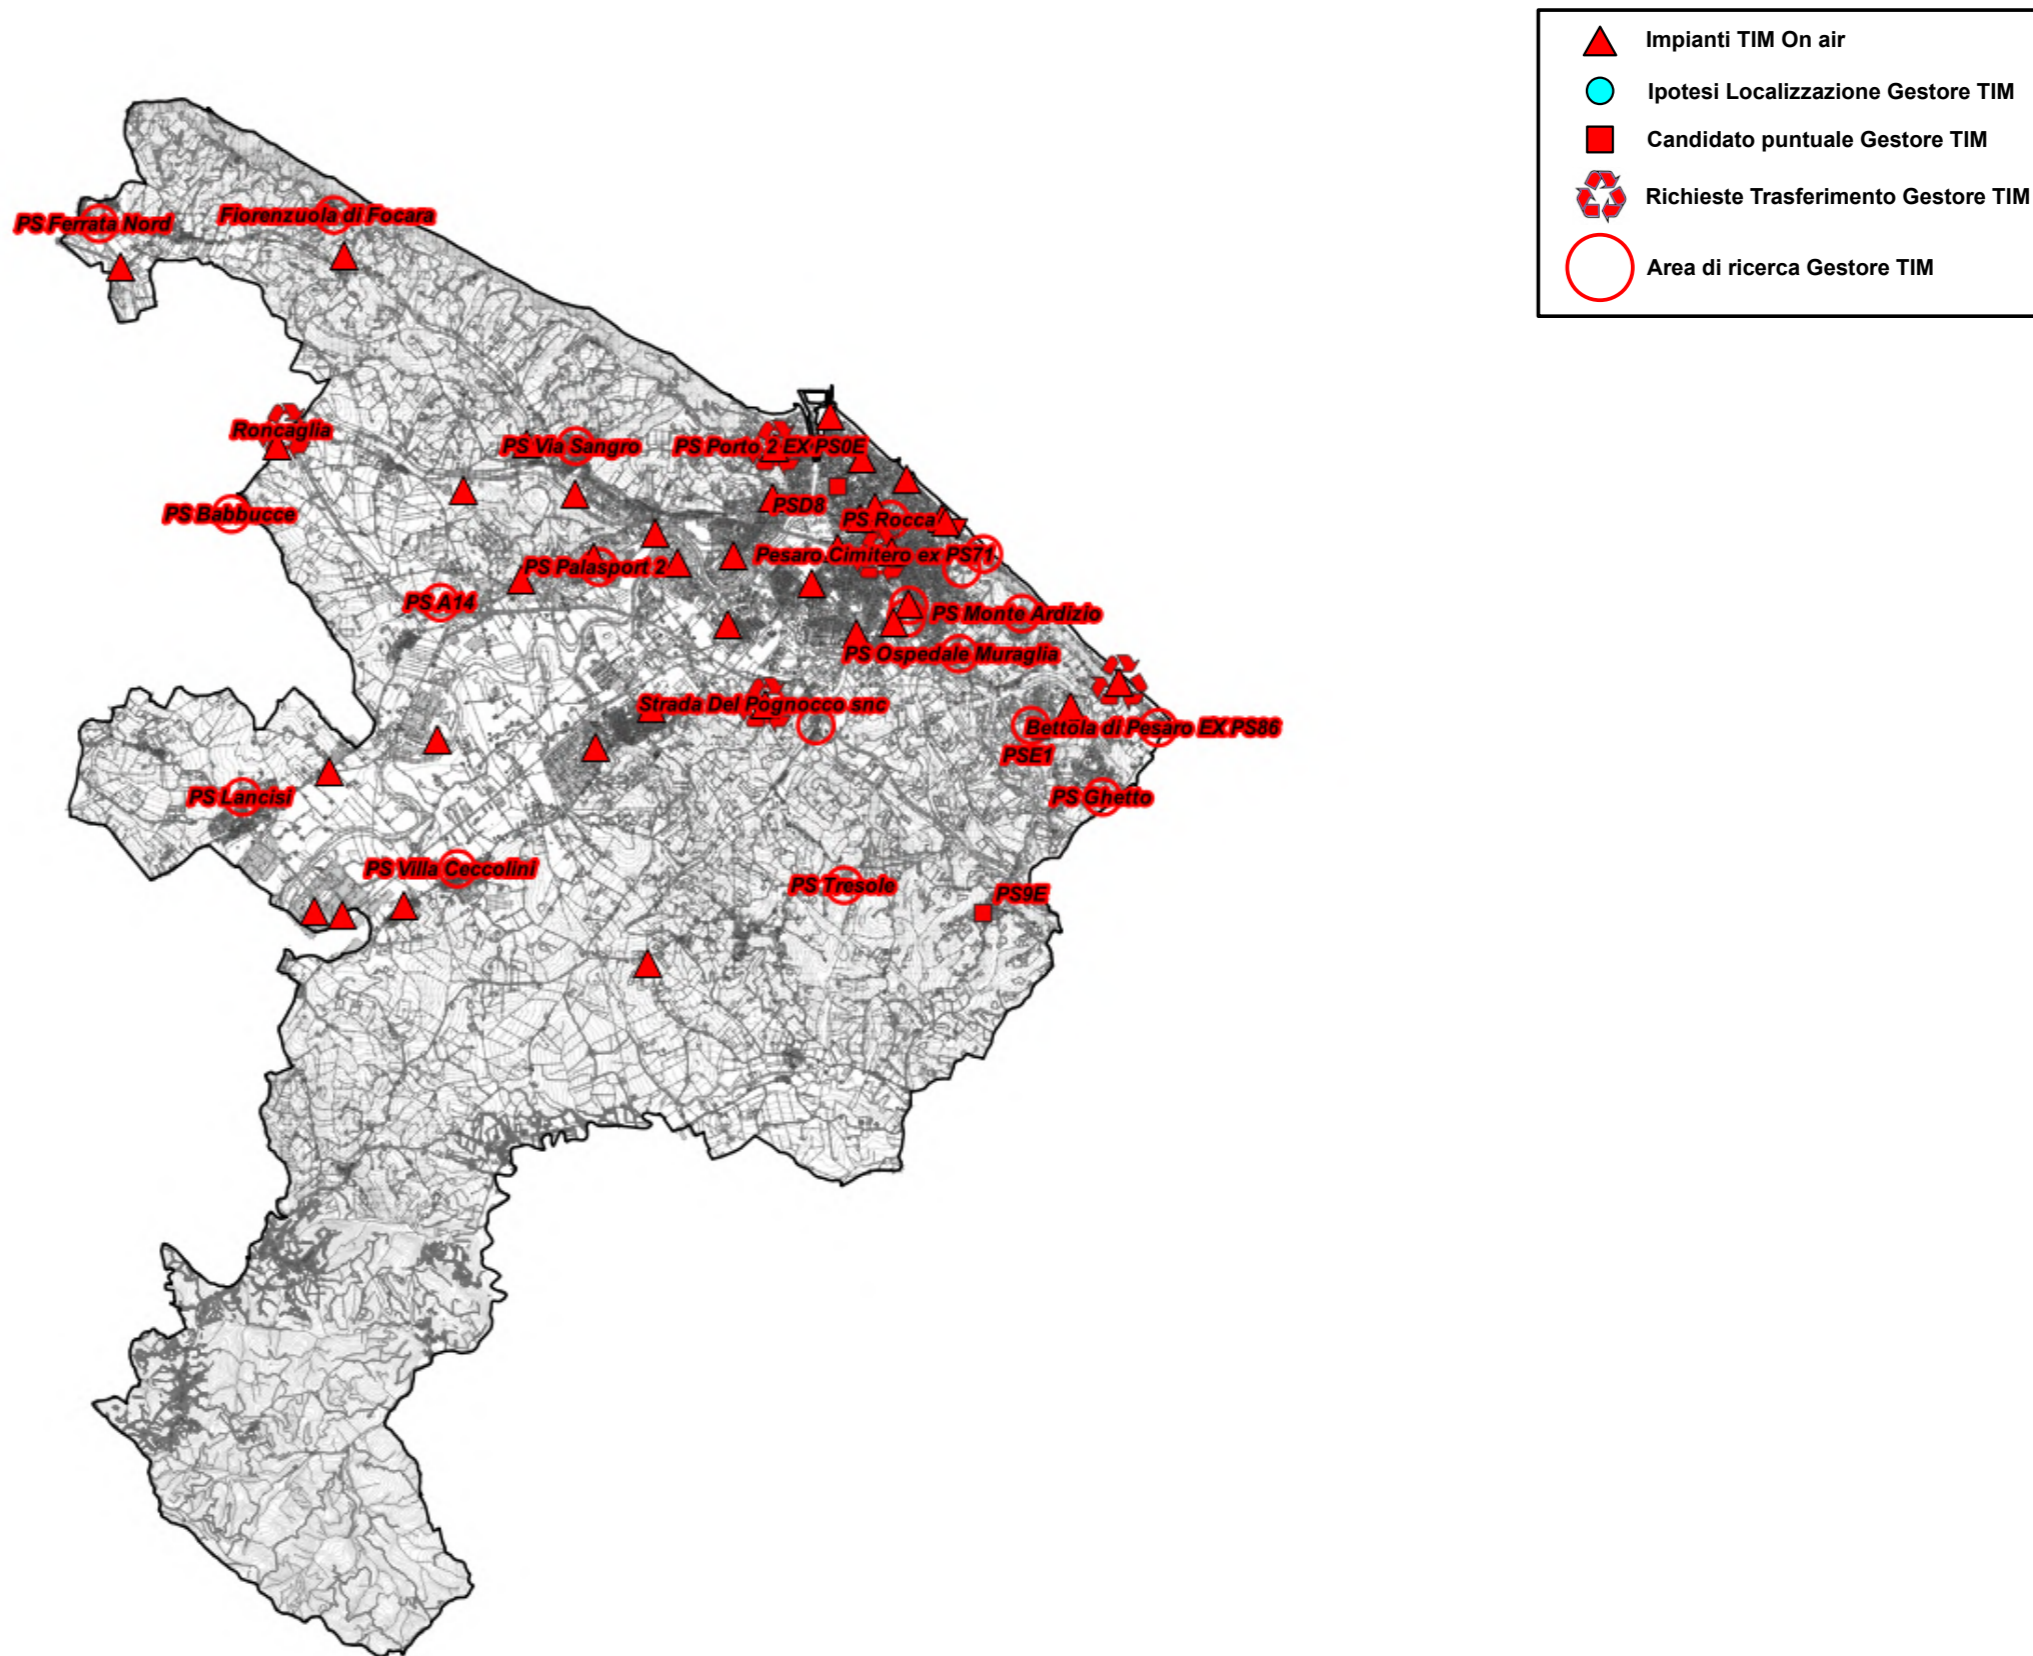 Impianti TIM On air
Ipotesi Localizzazione Gestore TIM
Candidato puntuale Gestore TIM
Richieste Trasferimento Gestore TIM
Area di ricerca Gestore TIM
PS Ferrata Nord
Fiorenzuola di Focara
Roncaglia
PS Via Sangro
PS Porto 2 EX PS0E
PS Babbucce
PSD8
PS Rocca
Pesaro Cimitero ex PS71
PS Palasport 2
PS A14
PS Monte Ardizio
PS Ospedale Muraglia
Strada Del Pognocco snc
Bettola di Pesaro EX PS86
PSE1
PS Lancisi
PS Ghetto
PS Villa Ceccolini
PS Tresole
PS9E